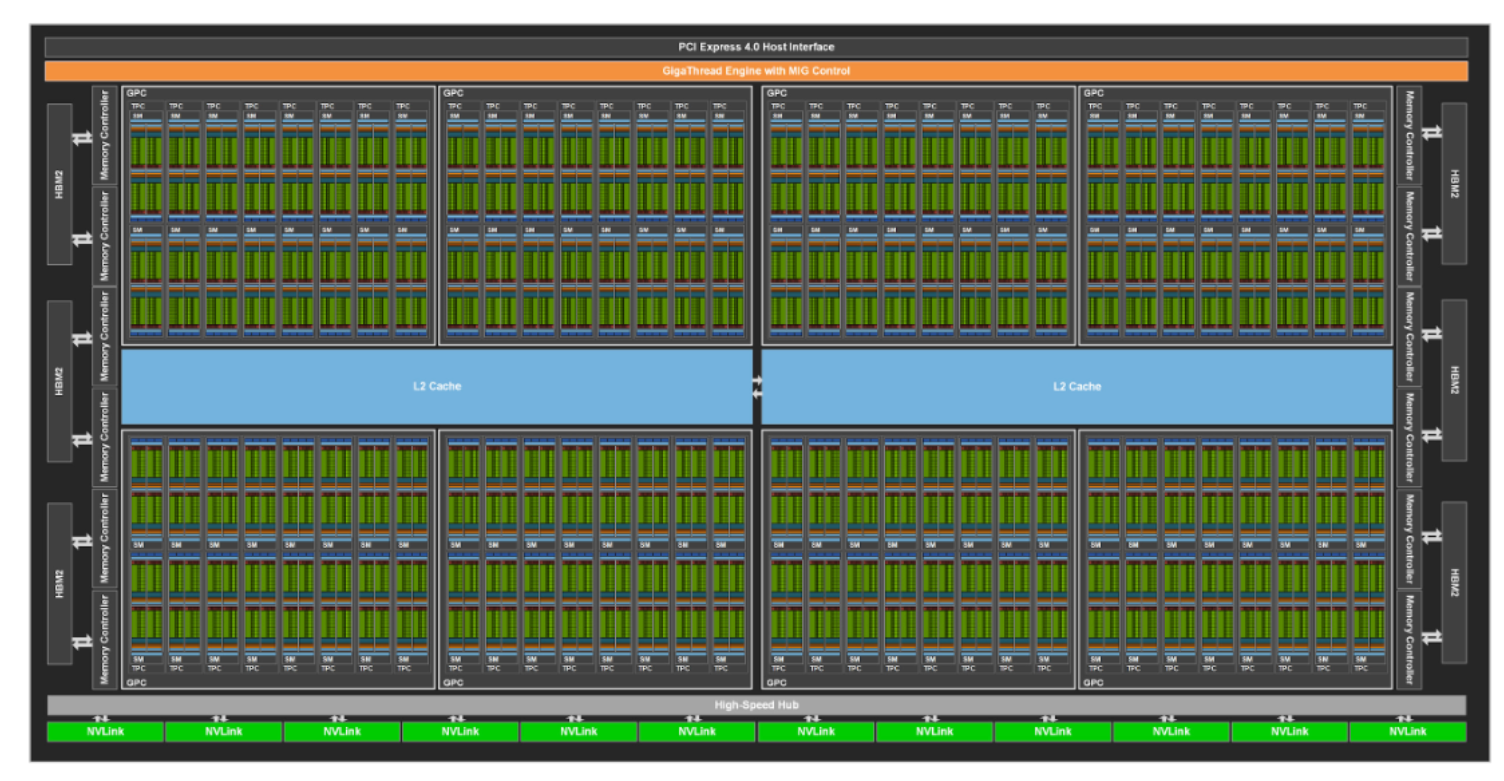 PCI Express 4.0 Host Interface
GigaThread Engine with MIG Control
HBM2
HBM2
HBM2
Memory Controller
Memory Controller
Memory Controller
Memory Controller
Memory Controller
Memory Controller
GPC GPC GPC GPC
TPC TPC TPC TPC TPC TPC TPC TPC TPC TPC TPC TPC TPC TPC TPC TPC TPC TPC TPC TPC TPC TPC TPC TPC TPC TPC TPC TPC TPC TPC TPC TPC
SM SM SM SM SM SM SM SM SM SM SM SM SM SM SM SM SM SM SM SM SM SM SM SM SM SM SM SM SM SM SM SM
SM SM SM SM SM SM SM SM SM SM SM SM SM SM SM SM SM SM SM SM SM SM SM SM SM SM SM SM SM SM SM SM
L2 Cache L2 Cache
SM SM SM SM SM SM SM SM SM SM SM SM SM SM SM SM SM SM SM SM SM SM SM SM SM SM SM SM SM SM SM SM
SM SM SM SM SM SM SM SM SM SM SM SM SM SM SM SM SM SM SM SM SM SM SM SM SM SM SM SM SM SM SM SM
TPC TPC TPC TPC TPC TPC TPC TPC TPC TPC TPC TPC TPC TPC TPC TPC TPC TPC TPC TPC TPC TPC TPC TPC TPC TPC TPC TPC TPC TPC TPC TPC
GPC GPC GPC GPC
Memory Controller
Memory Controller
Memory Controller
Memory Controller
Memory Controller
Memory Controller
HBM2
HBM2
HBM2
High-Speed Hub
NVLink NVLink NVLink NVLink NVLink NVLink NVLink NVLink NVLink NVLink NVLink NVLink